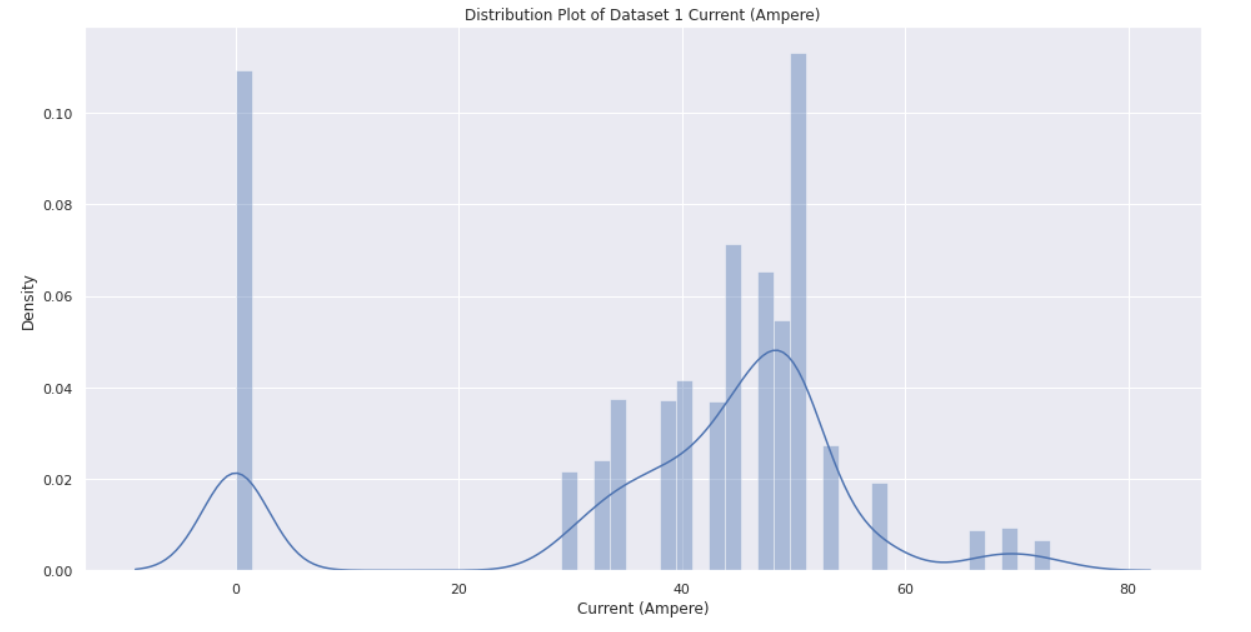 Distribution Plot of Dataset 1 Current (Ampere)
0.10
0.08
0.06
0.04
0.02
0.00
Density
0 20 40 60 80
Current (Ampere)